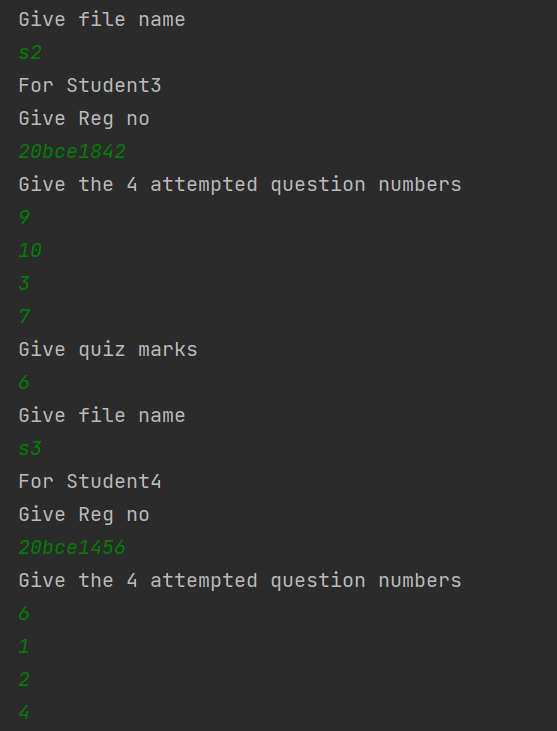 Give file name
s2
For Student3
Give Reg no
20bce1842
Give the 4 attempted question numbers
9
10
3
7
Give quiz marks
6
Give file name
s3
For Student4
Give Reg no
20bce1456
Give the 4 attempted question numbers
6
1
2
4